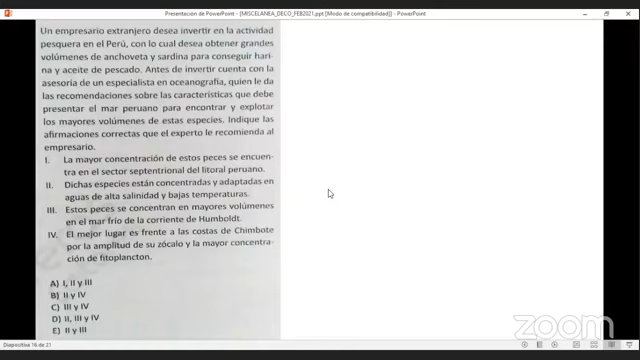 Presentación de PowerPoint - [MISCELANEA_DECO_FEB2021.ppt [Modo de compatibilidad] - PowerPoint
Un empresario extranjero desea invertir en la actividad
pesquera en el Perú, con lo cual desea obtener grandes
volúmenes de anchoveta y sardina para conseguir hari-
na y aceite de pescado. Antes de invertir cuenta con la
asesoría de un especialista en oceanografía, quien le da
las recomendaciones sobre las características que debe
presentar el mar peruano para encontrar y explotar
los mayores volúmenes de estas especies. Indique las
afirmaciones correctas que el experto le recomienda al
empresario.
I. La mayor concentración de estos peces se encuen-
tra en el sector septentrional del litoral peruano.
II. Dichas especies están concentradas y adaptadas en
aguas de alta salinidad y bajas temperaturas.
III. Estos peces se concentran en mayores volúmenes
en el mar frío de la corriente de Humboldt.
IV. El mejor lugar es frente a las costas de Chimbote
por la amplitud de su zócalo y la mayor concentra-
ción de fitoplancton.
A) I, II y III
B) II y IV
C) III y IV
D) II, III y IV
E) II y III
zoom
Diapositiva 16 de 21